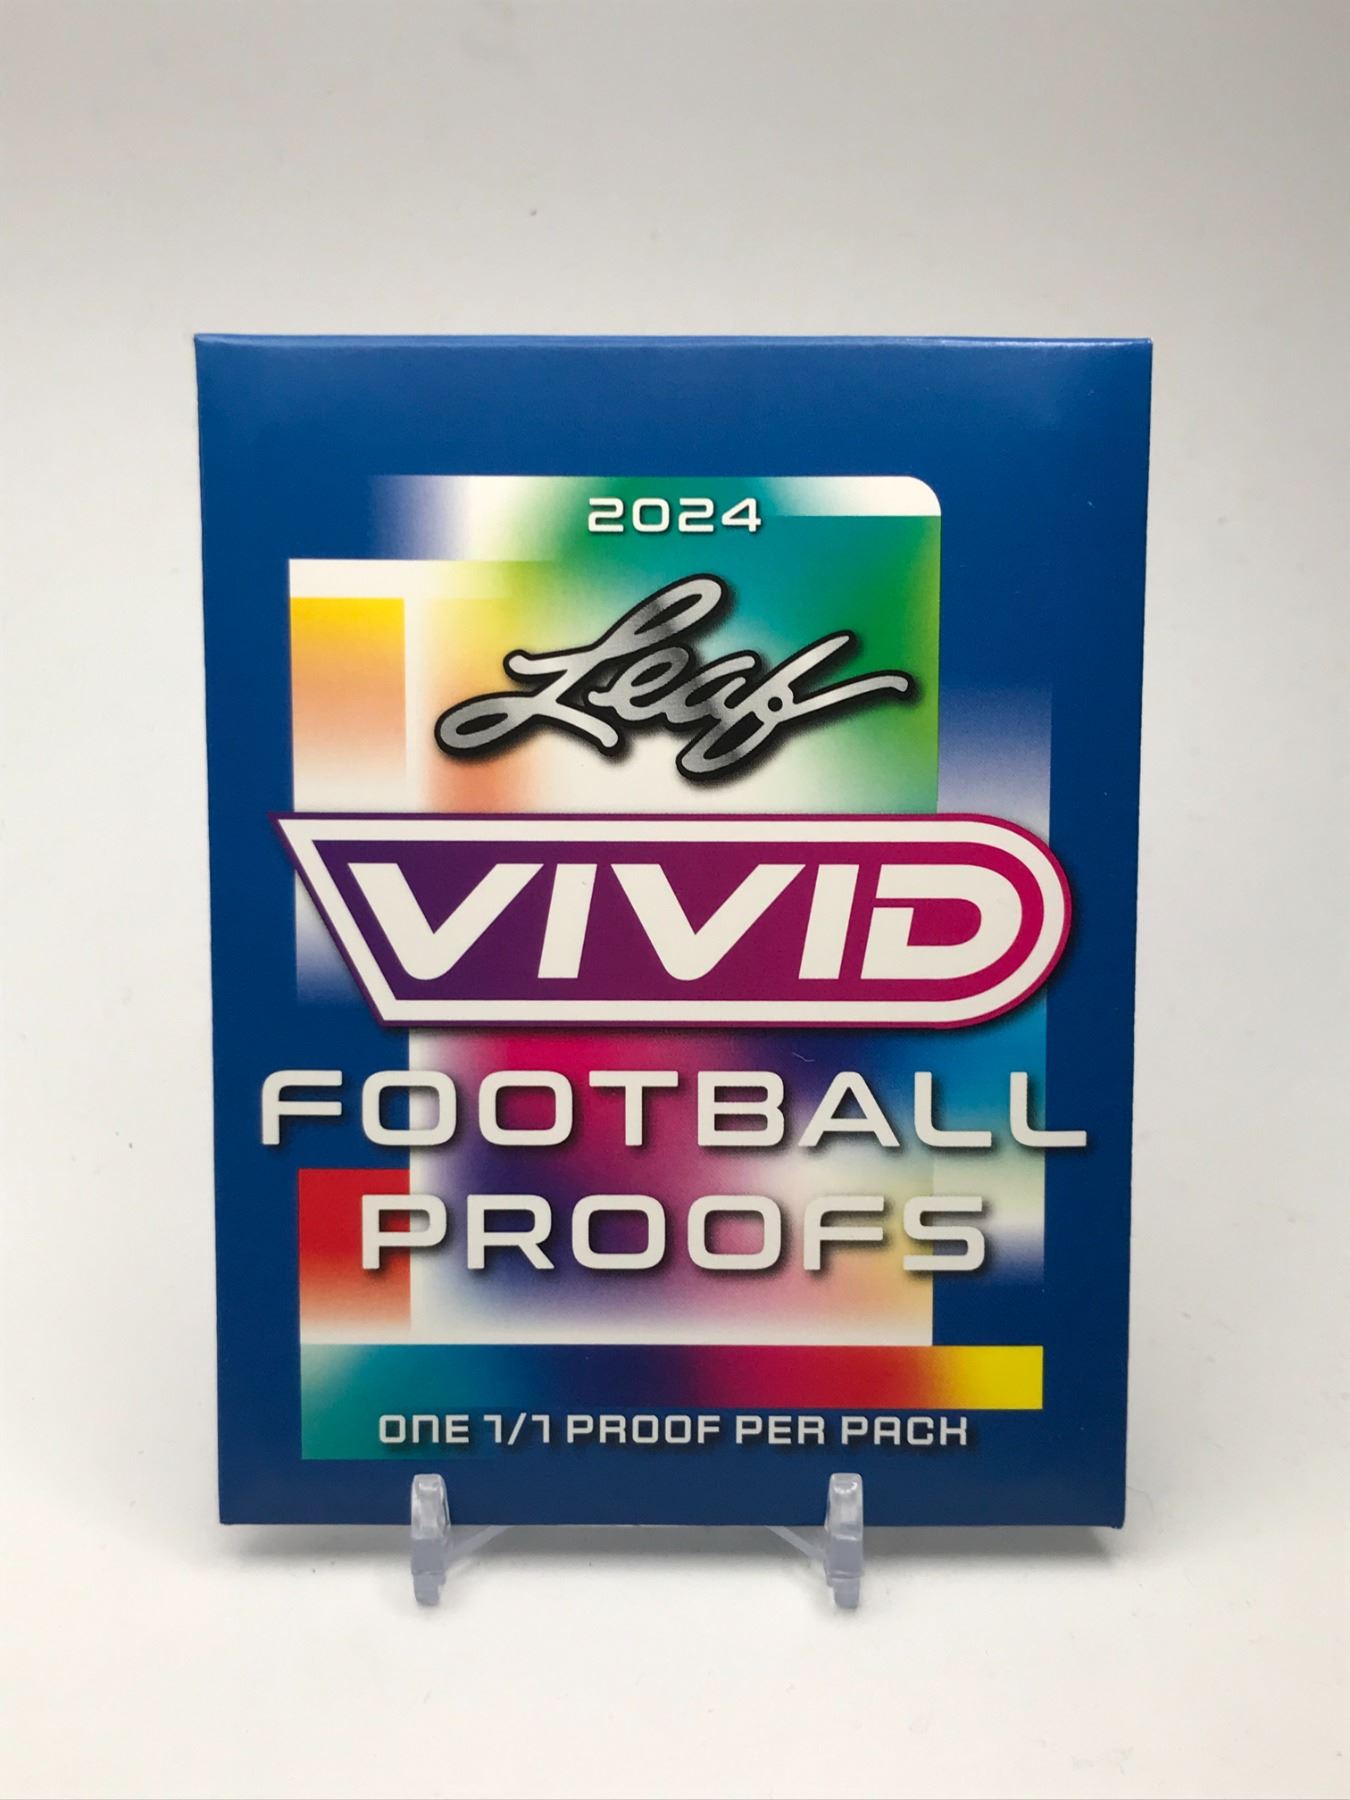 2024
Leaf
VIVID
FOOTBALL
PROOFS
ONE 1/1 PROOF PER PACK